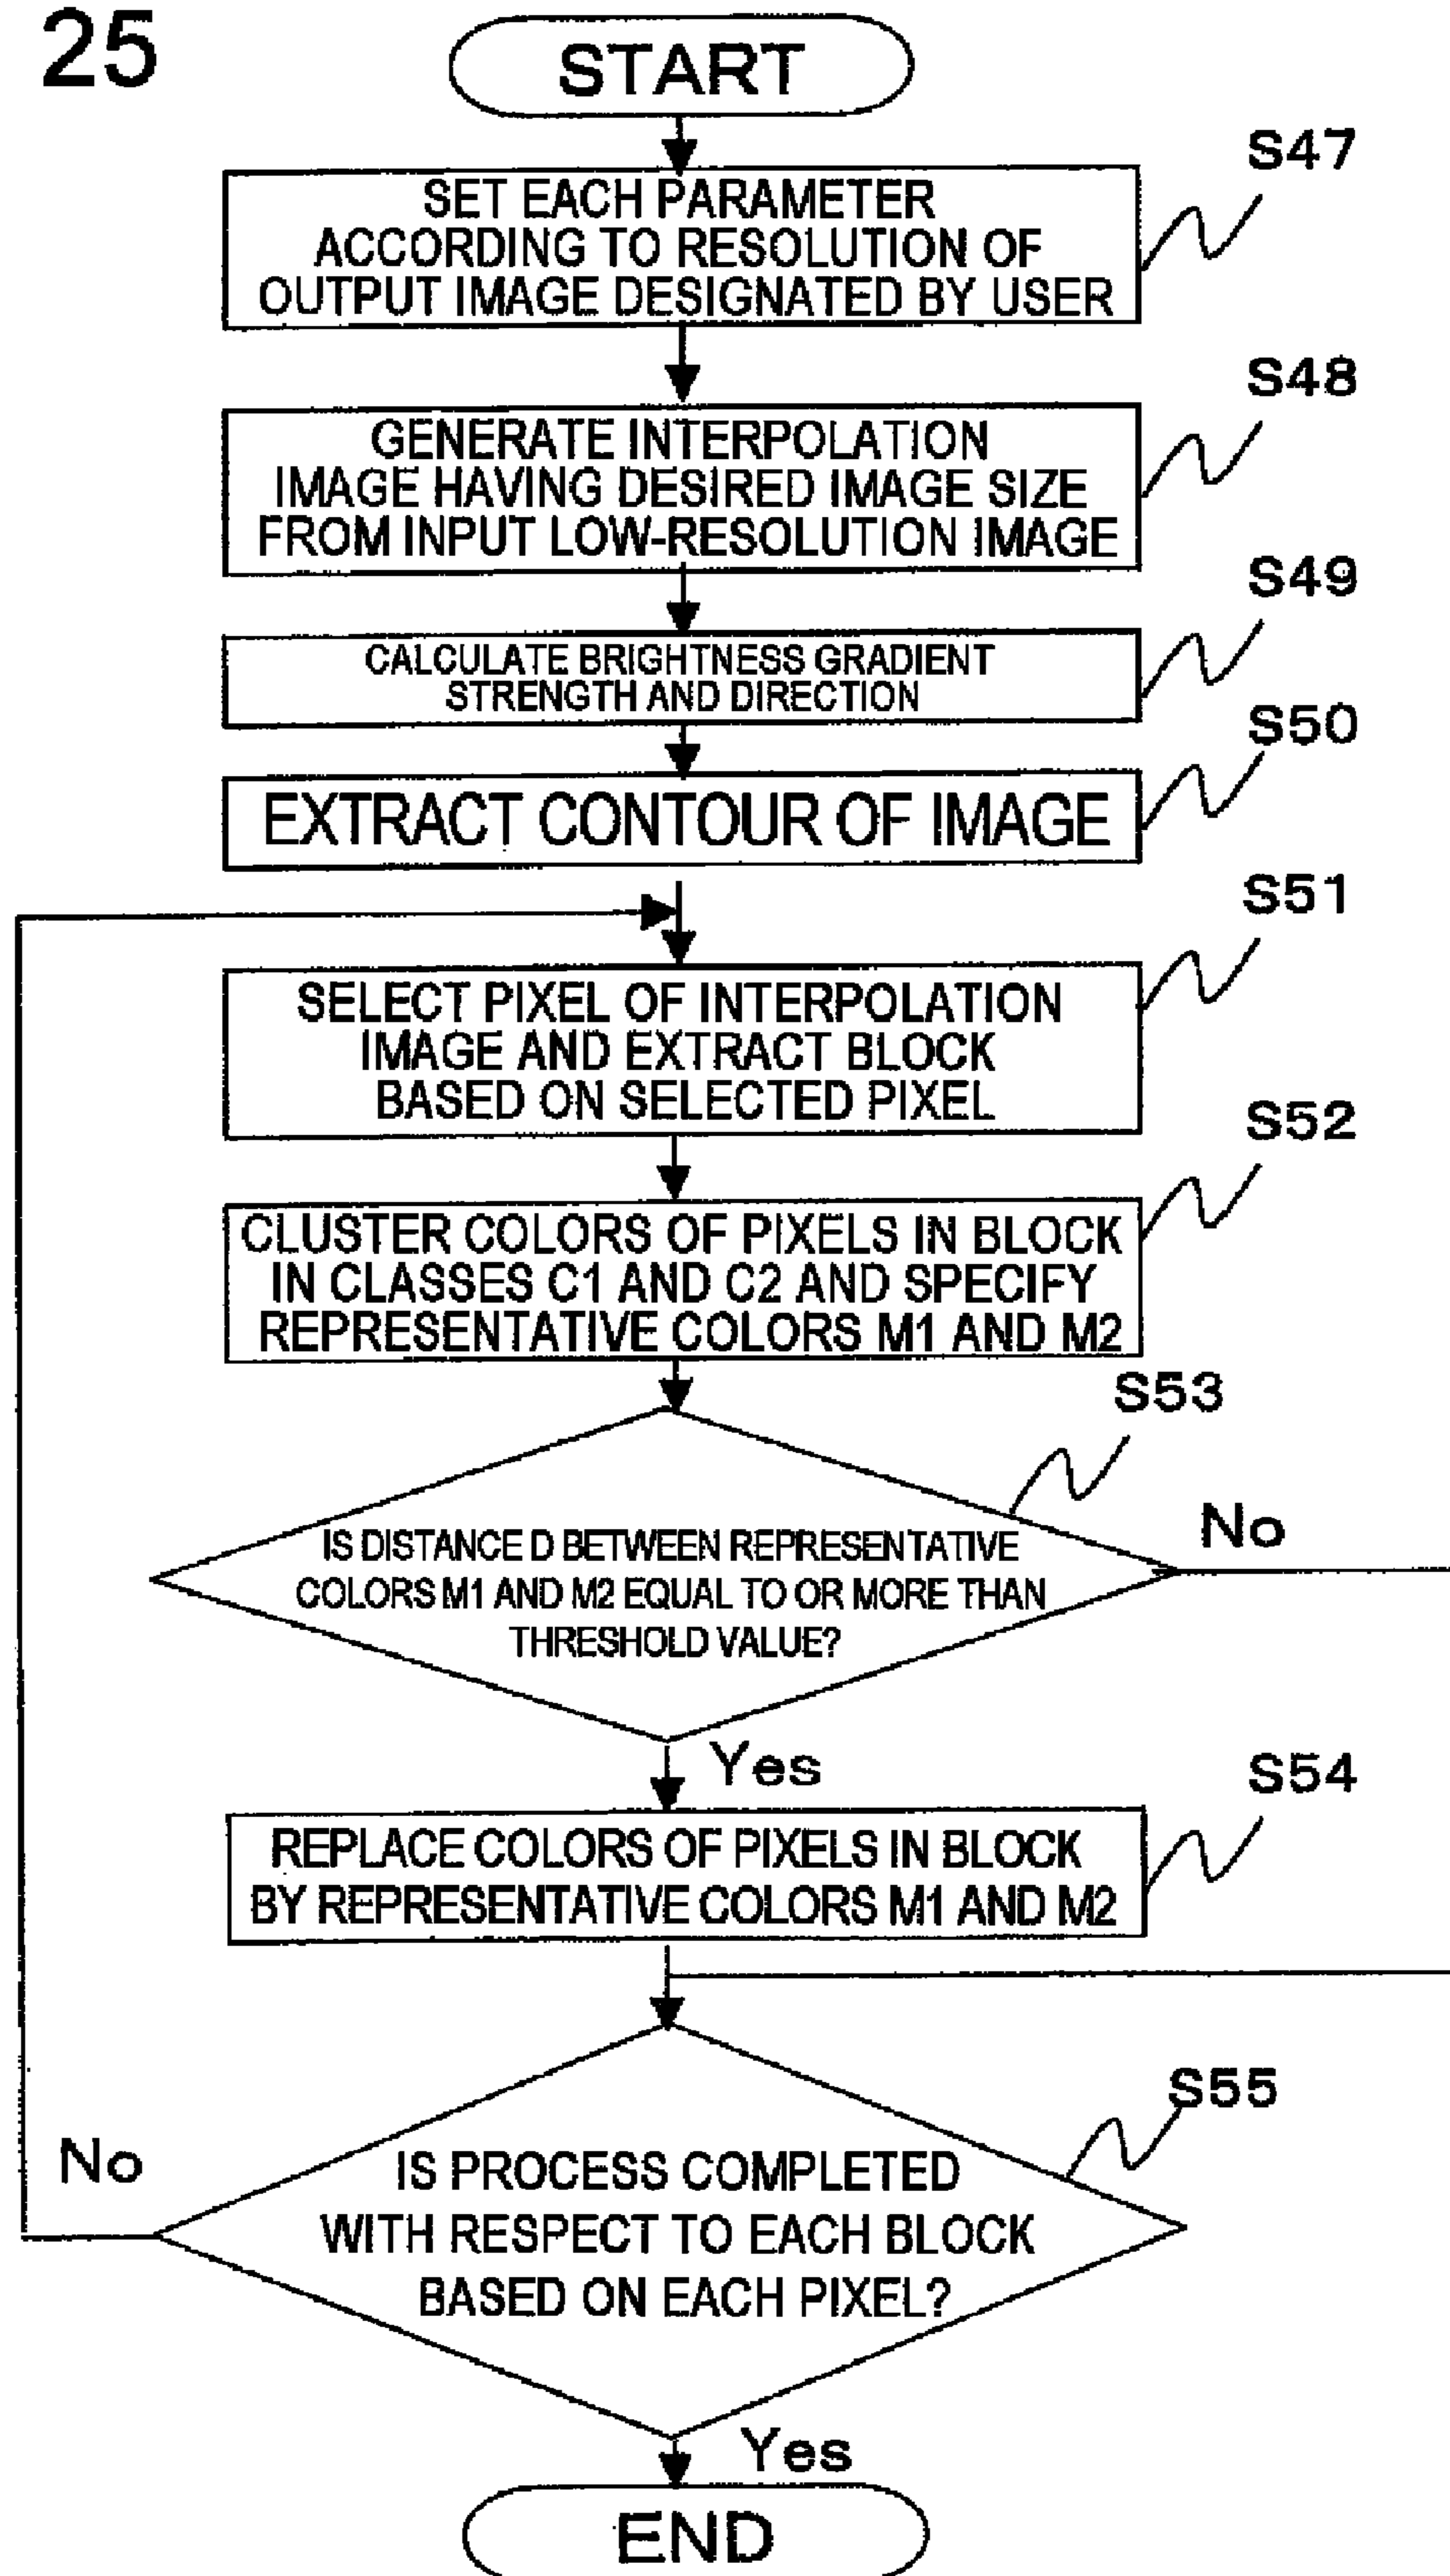 25
START
S47
SET EACH PARAMETER
ACCORDING TO RESOLUTION OF
OUTPUT IMAGE DESIGNATED BY USER
S48
GENERATE INTERPOLATION
IMAGE HAVING DESIRED IMAGE SIZE
FROM INPUT LOW-RESOLUTION IMAGE
S49
CALCULATE BRIGHTNESS GRADIENT
STRENGTH AND DIRECTION
S50
EXTRACT CONTOUR OF IMAGE
S51
SELECT PIXEL OF INTERPOLATION
IMAGE AND EXTRACT BLOCK
BASED ON SELECTED PIXEL
S52
CLUSTER COLORS OF PIXELS IN BLOCK
IN CLASSES C1 AND C2 AND SPECIFY
REPRESENTATIVE COLORS M1 AND M2
S53
No
IS DISTANCE D BETWEEN REPRESENTATIVE
COLORS M1 AND M2 EQUAL TO OR MORE THAN
THRESHOLD VALUE?
Yes
S54
REPLACE COLORS OF PIXELS IN BLOCK
BY REPRESENTATIVE COLORS M1 AND M2
S55
No
IS PROCESS COMPLETED
WITH RESPECT TO EACH BLOCK
BASED ON EACH PIXEL?
Yes
END